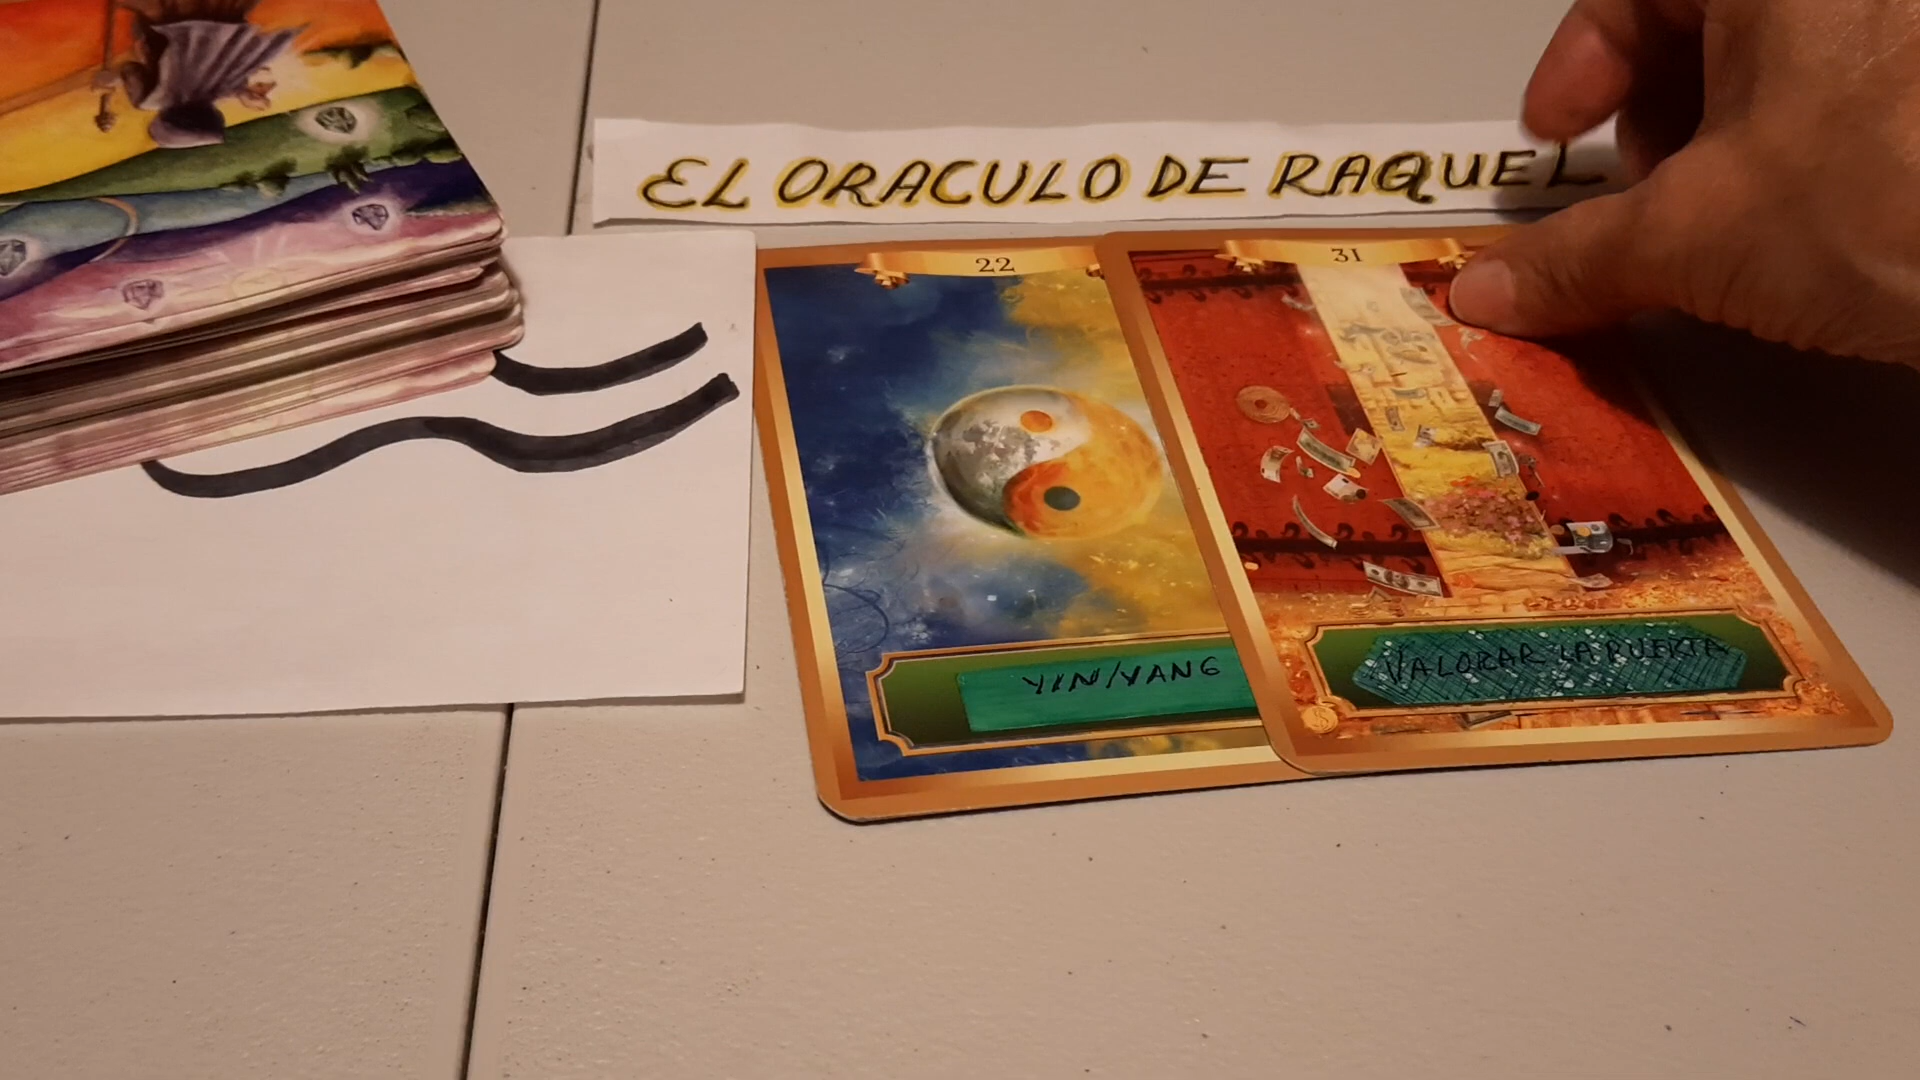 EL ORACULO DE RAQUEL
22
31
YIN/YANG
VALORAR LA PUERTA